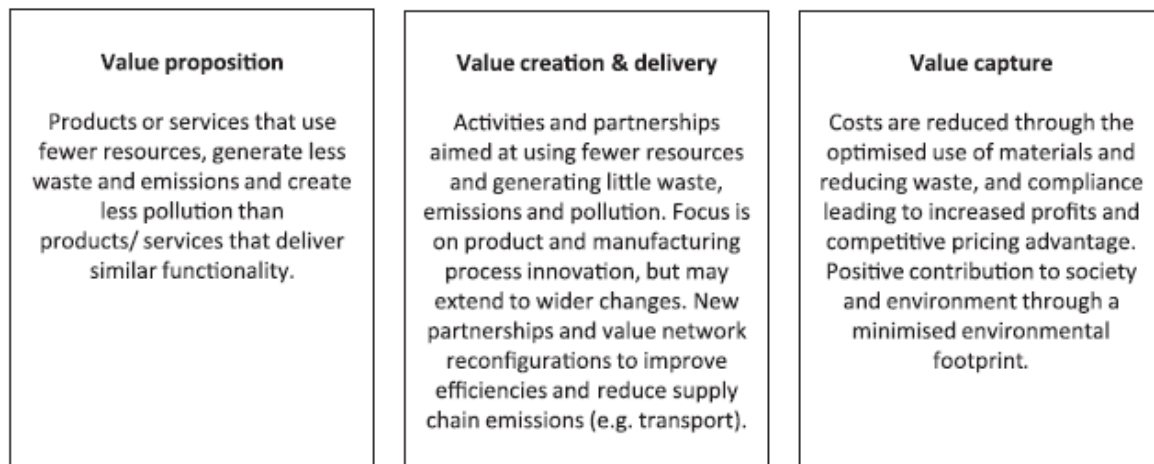 Value proposition
Products or services that use
fewer resources, generate less
waste and emissions and create
less pollution than
products/ services that deliver
similar functionality.
Value creation & delivery
Activities and partnerships
aimed at using fewer resources
and generating little waste,
emissions and pollution. Focus is
on product and manufacturing
process innovation, but may
extend to wider changes. New
partnerships and value network
reconfigurations to improve
efficiencies and reduce supply
chain emissions (e.g. transport).
Value capture
Costs are reduced through the
optimised use of materials and
reducing waste, and compliance
leading to increased profits and
competitive pricing advantage.
Positive contribution to society
and environment through a
minimised environmental
footprint.